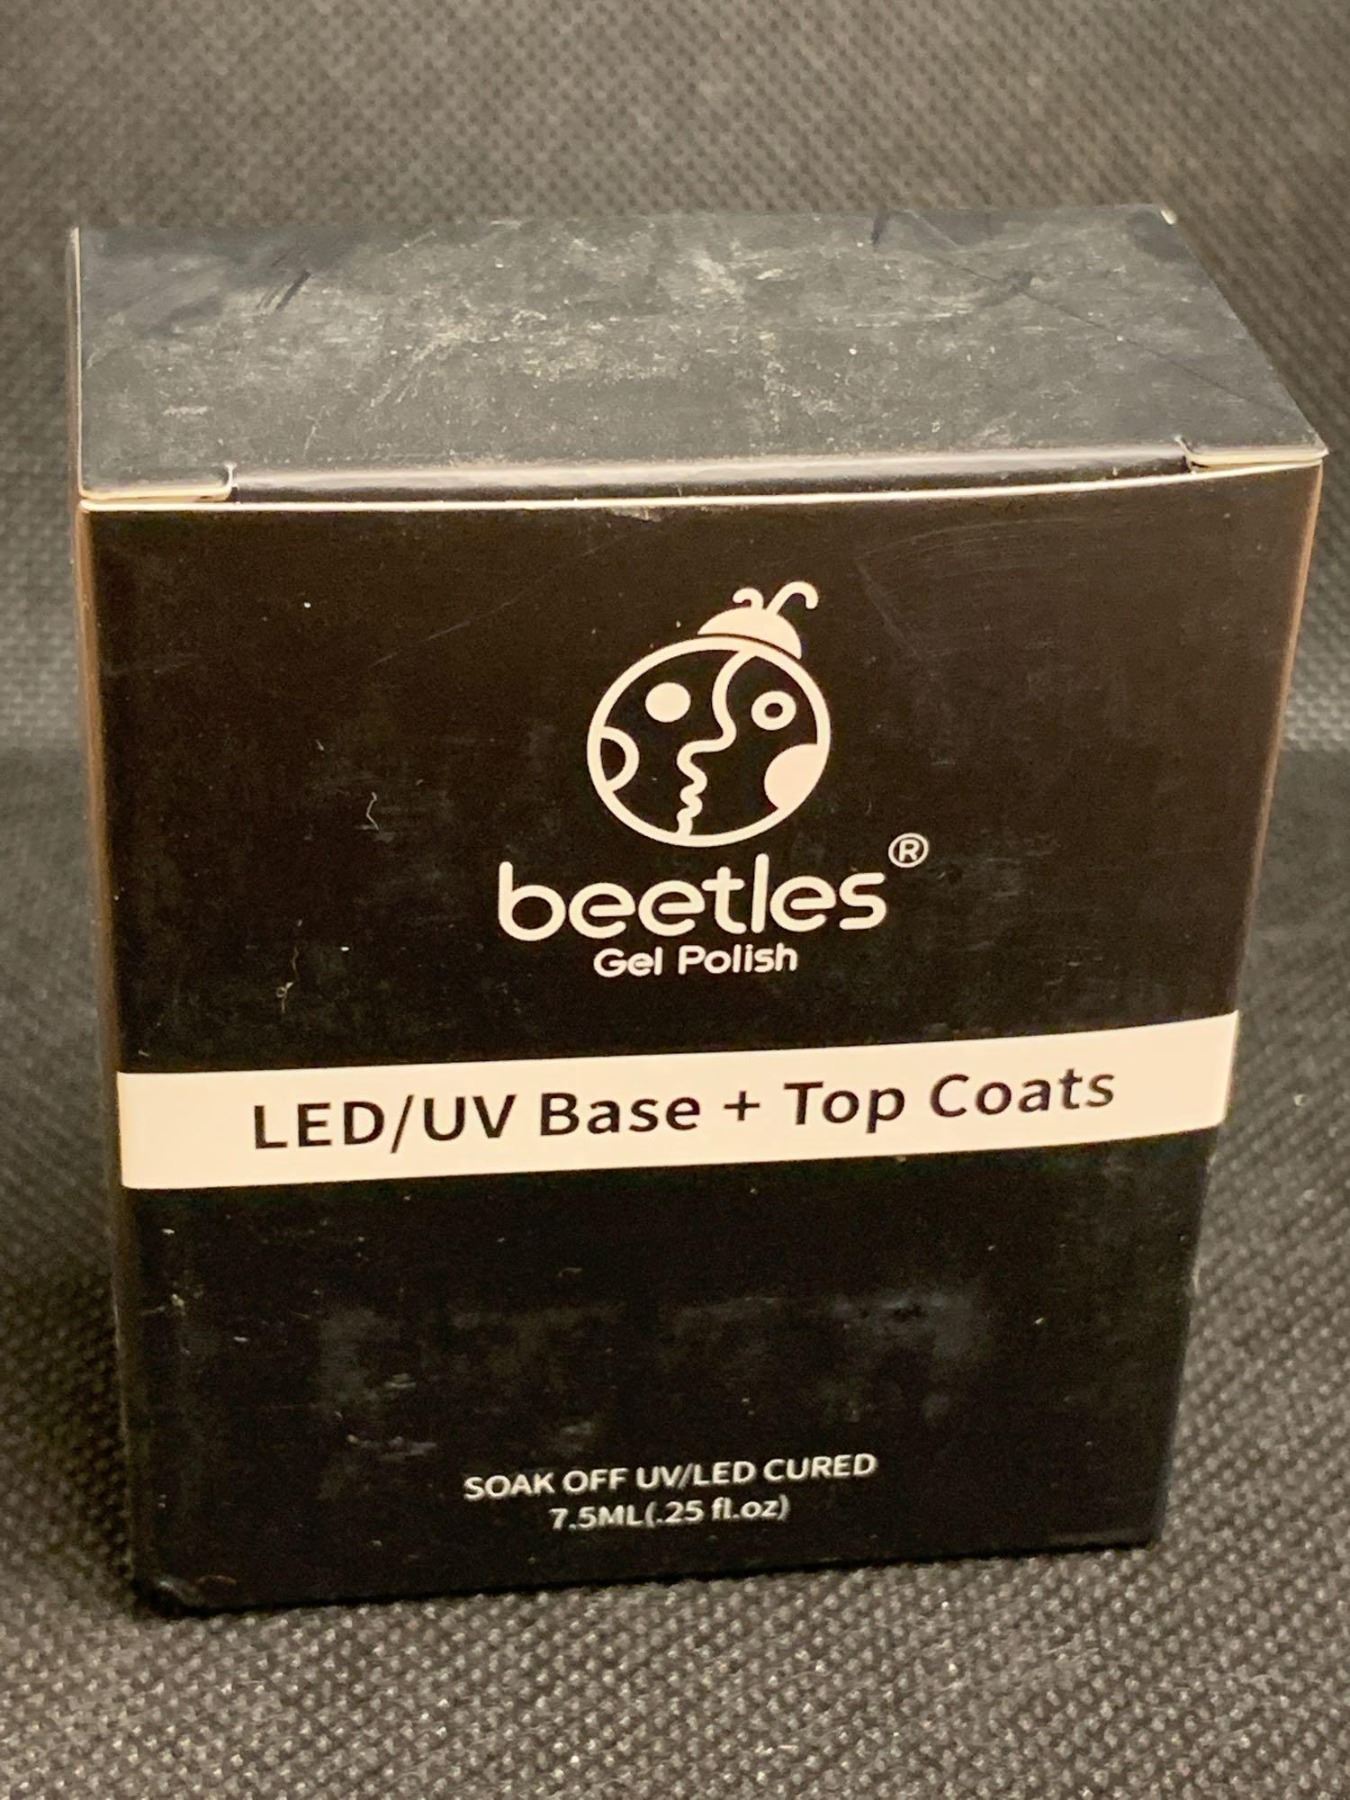 beetles®
Gel Polish
LED/UV Base + Top Coats
SOAK OFF UV/LED CURED
7.5ML(.25 fl.oz)